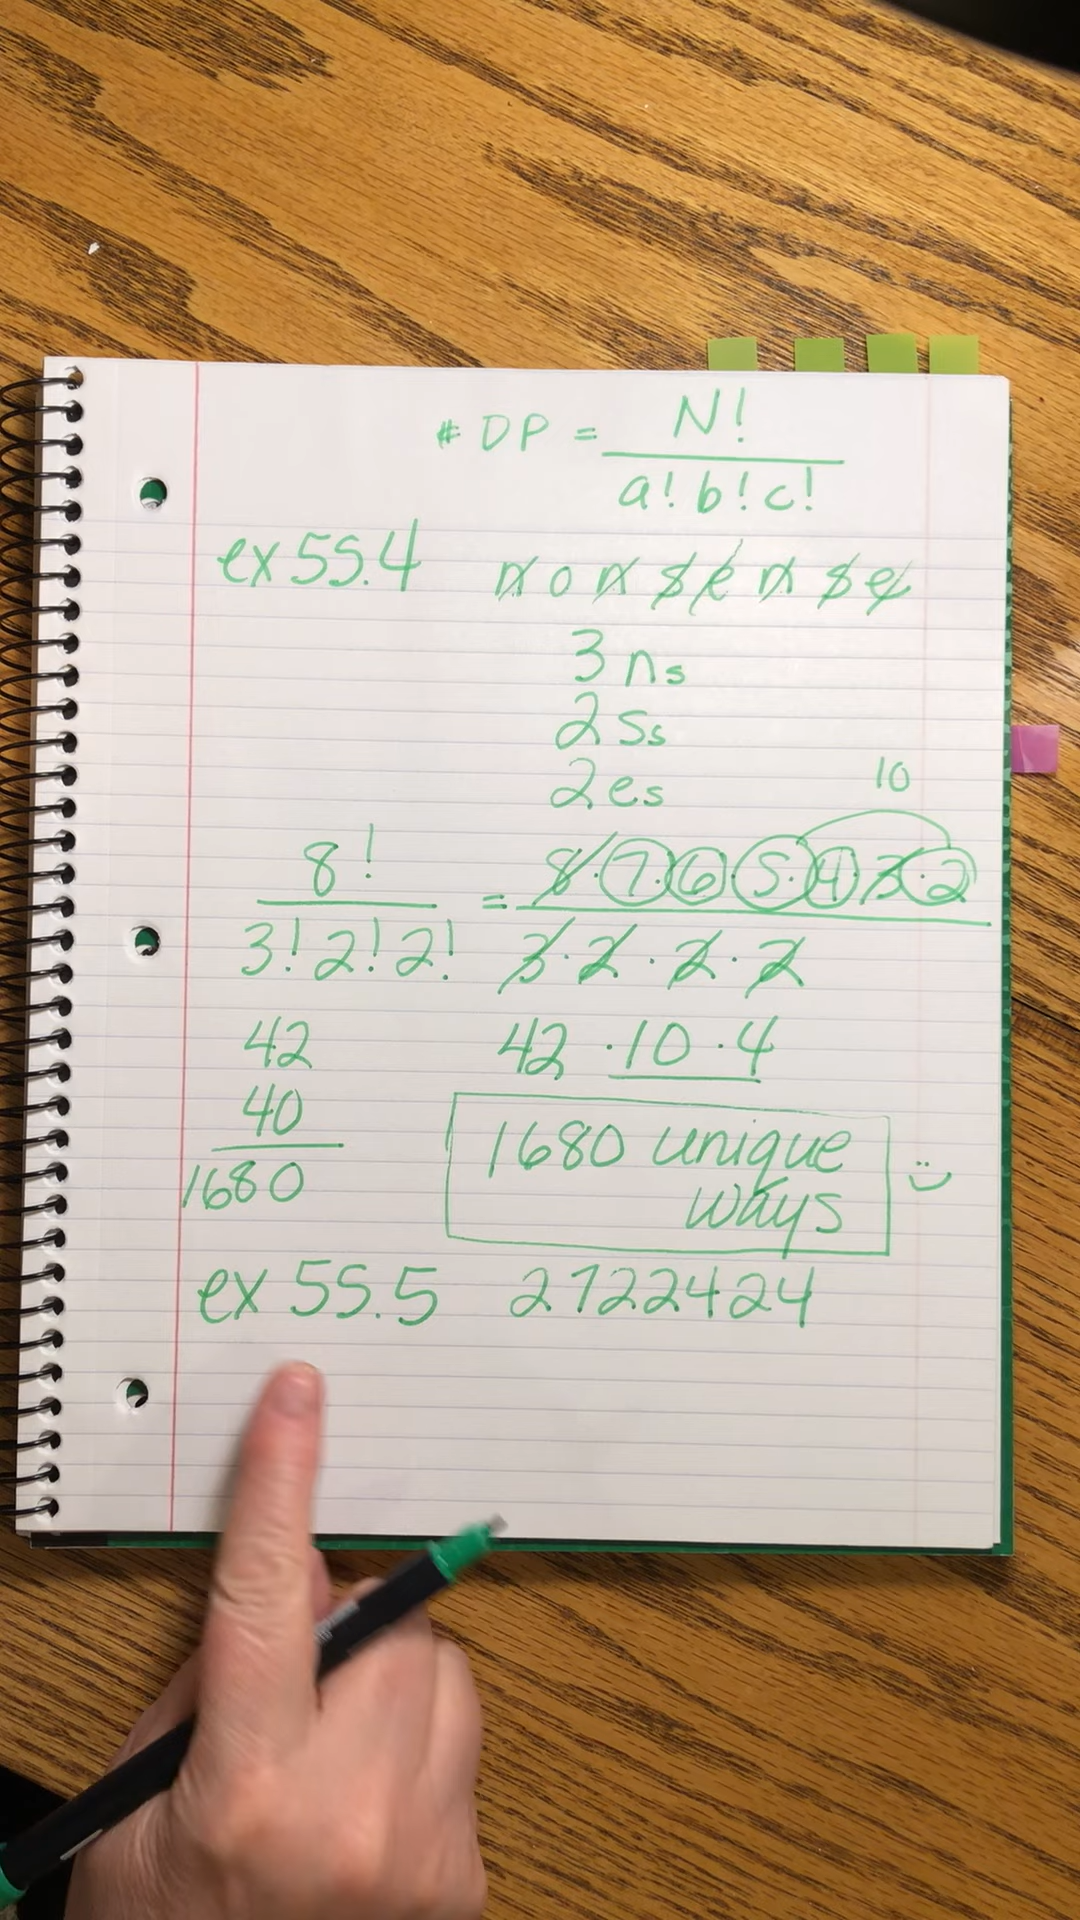 # DP = N!
a! b! c!
ex 55.4 nonsense
3 ns
2 ss
2 es
10
8! = 8·7·6·5·4·3·2
3! 2! 2! 3·2·2·2
42 42 · 10 · 4
40
1680
1680 unique
ways :)
ex 55.5 2722424